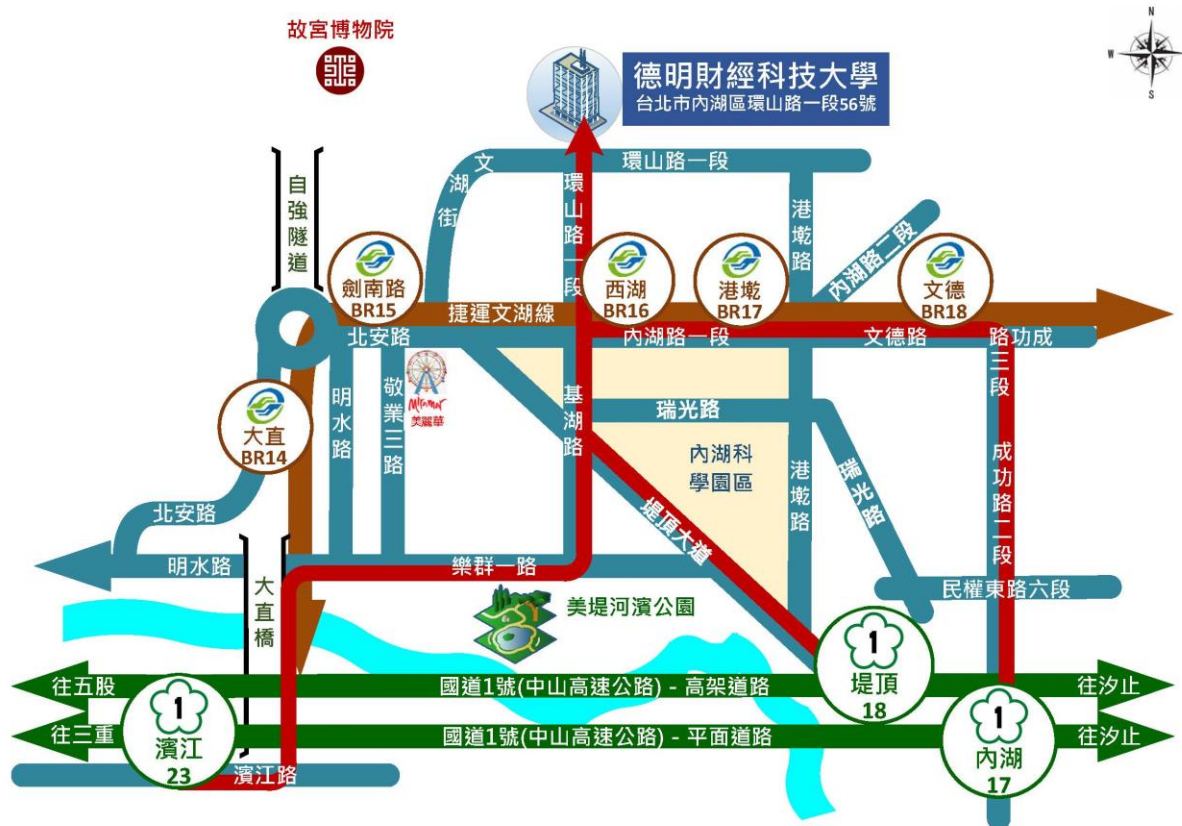 N
W
S
故宮博物院
德明財經科技大學
台北市內湖區環山路一段56號
文湖街
環山路一段
環山路一段
港墘路
內湖路二段
自強隧道
劍南路
BR15
西湖
BR16
港墘
BR17
文德
BR18
捷運文湖線
北安路
內湖路一段
文德路
成功路三段
明水路
敬業三路
Miramar
美麗華
基湖路
瑞光路
大直
BR14
內湖科
學園區
港墘路
瑞光路
成功路二段
北安路
堤頂大道
明水路
樂群一路
民權東路六段
大直橋
美堤河濱公園
1
堤頂
18
往五股
國道1號(中山高速公路) - 高架道路
往汐止
1
濱江
23
往三重
國道1號(中山高速公路) - 平面道路
往汐止
1
內湖
17
濱江路